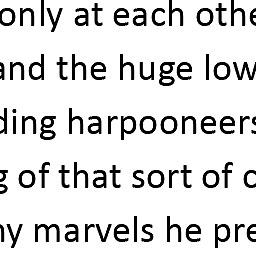 only at each othe
and the huge low
ding harpooneers
g of that sort of c
ny marvels he pre